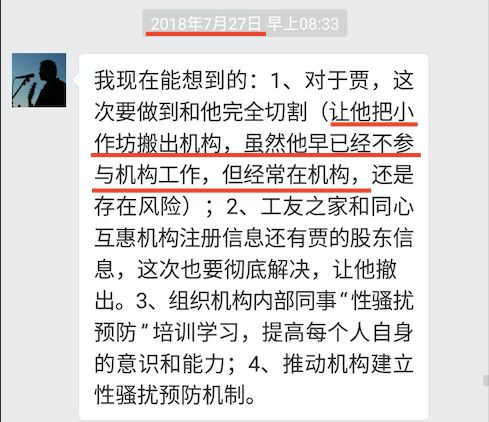 2018年7月27日 早上08:33
我现在能想到的：1、对于贾，这
次要做到和他完全切割（让他把小
作坊搬出机构，虽然他早已经不参
与机构工作，但经常在机构，还是
存在风险）；2、工友之家和同心
互惠机构注册信息还有贾的股东信
息，这次也要彻底解决，让他撤
出。3、组织机构内部同事“性骚扰
预防”培训学习，提高每个人自身
的意识和能力；4、推动机构建立
性骚扰预防机制。